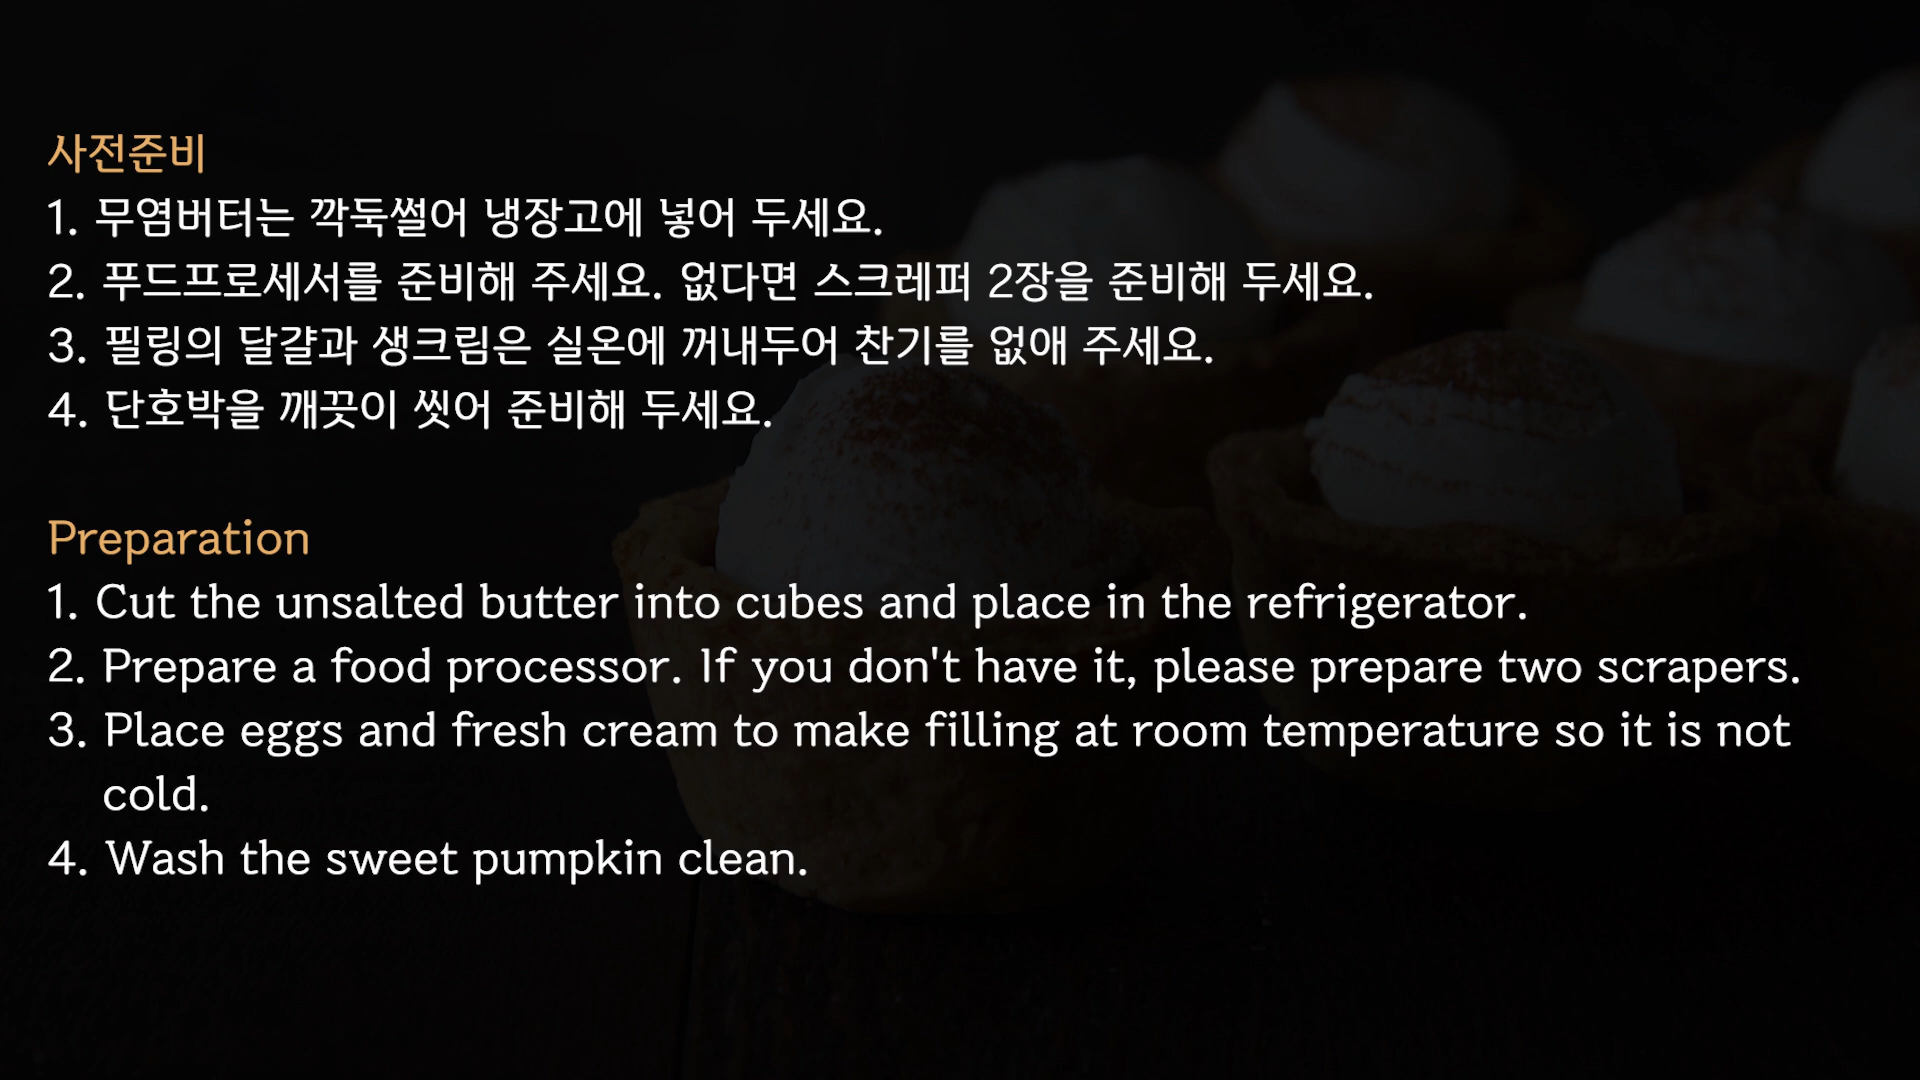 사전준비
1. 무염버터는 깍둑썰어 냉장고에 넣어 두세요.
2. 푸드프로세서를 준비해 주세요. 없다면 스크레퍼 2장을 준비해 두세요.
3. 필링의 달걀과 생크림은 실온에 꺼내두어 찬기를 없애 주세요.
4. 단호박을 깨끗이 씻어 준비해 두세요.
Preparation
1. Cut the unsalted butter into cubes and place in the refrigerator.
2. Prepare a food processor. If you don't have it, please prepare two scrapers.
3. Place eggs and fresh cream to make filling at room temperature so it is not
cold.
4. Wash the sweet pumpkin clean.